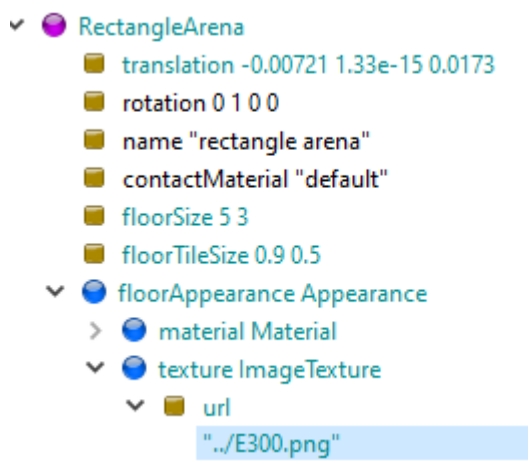 RectangleArena
translation -0.00721 1.33e-15 0.0173
rotation 0 1 0 0
name "rectangle arena"
contactMaterial "default"
floorSize 5 3
floorTileSize 0.9 0.5
floorAppearance Appearance
material Material
texture ImageTexture
url
"../E300.png"